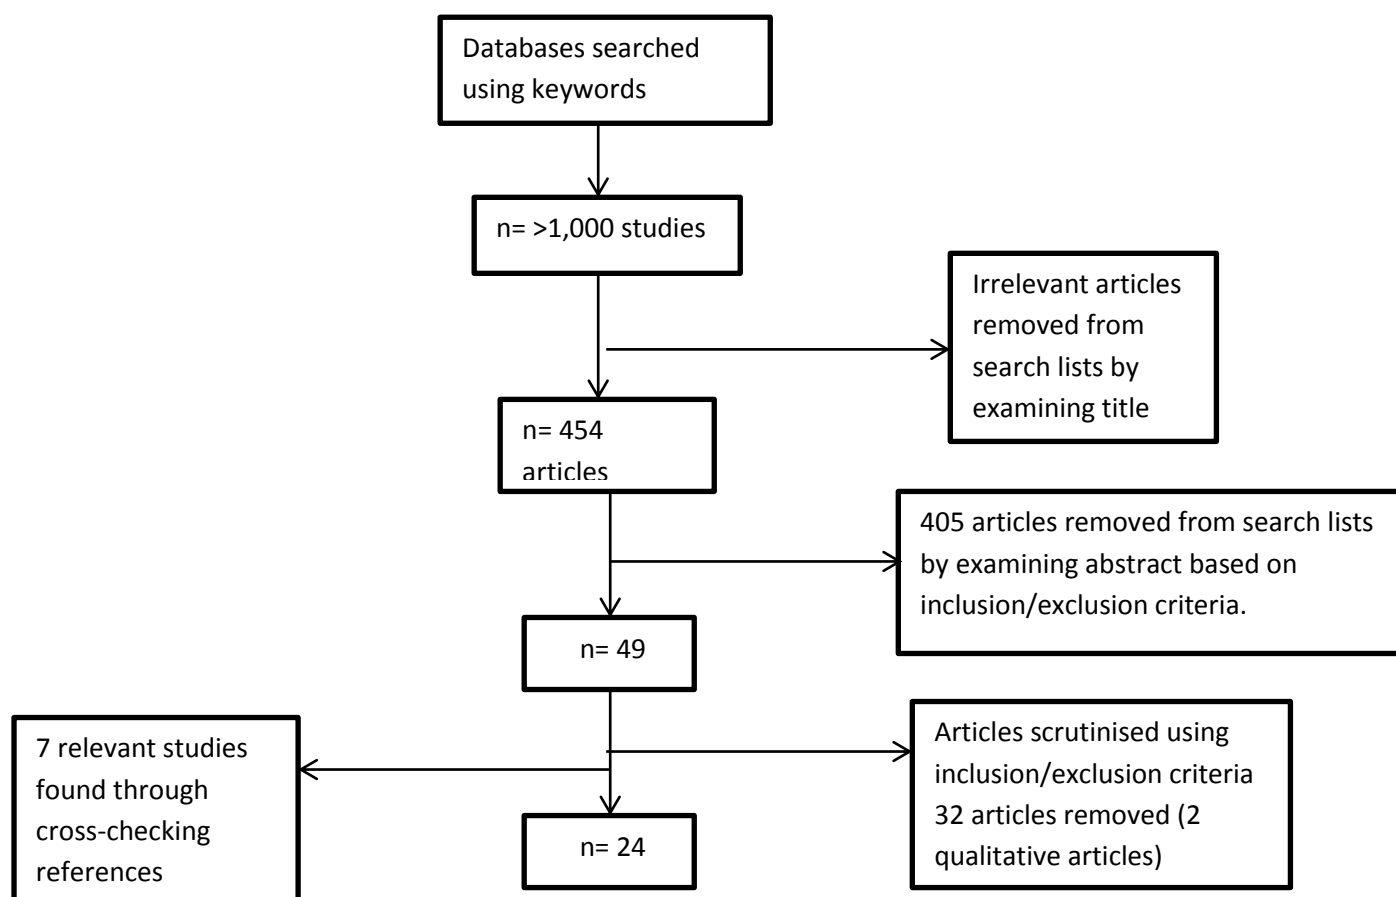 Databases searched
using keywords
n= >1,000 studies
Irrelevant articles
removed from
search lists by
examining title
n= 454
articles
405 articles removed from search lists
by examining abstract based on
inclusion/exclusion criteria.
n= 49
7 relevant studies
found through
cross-checking
references
Articles scrutinised using
inclusion/exclusion criteria
32 articles removed (2
qualitative articles)
n= 24